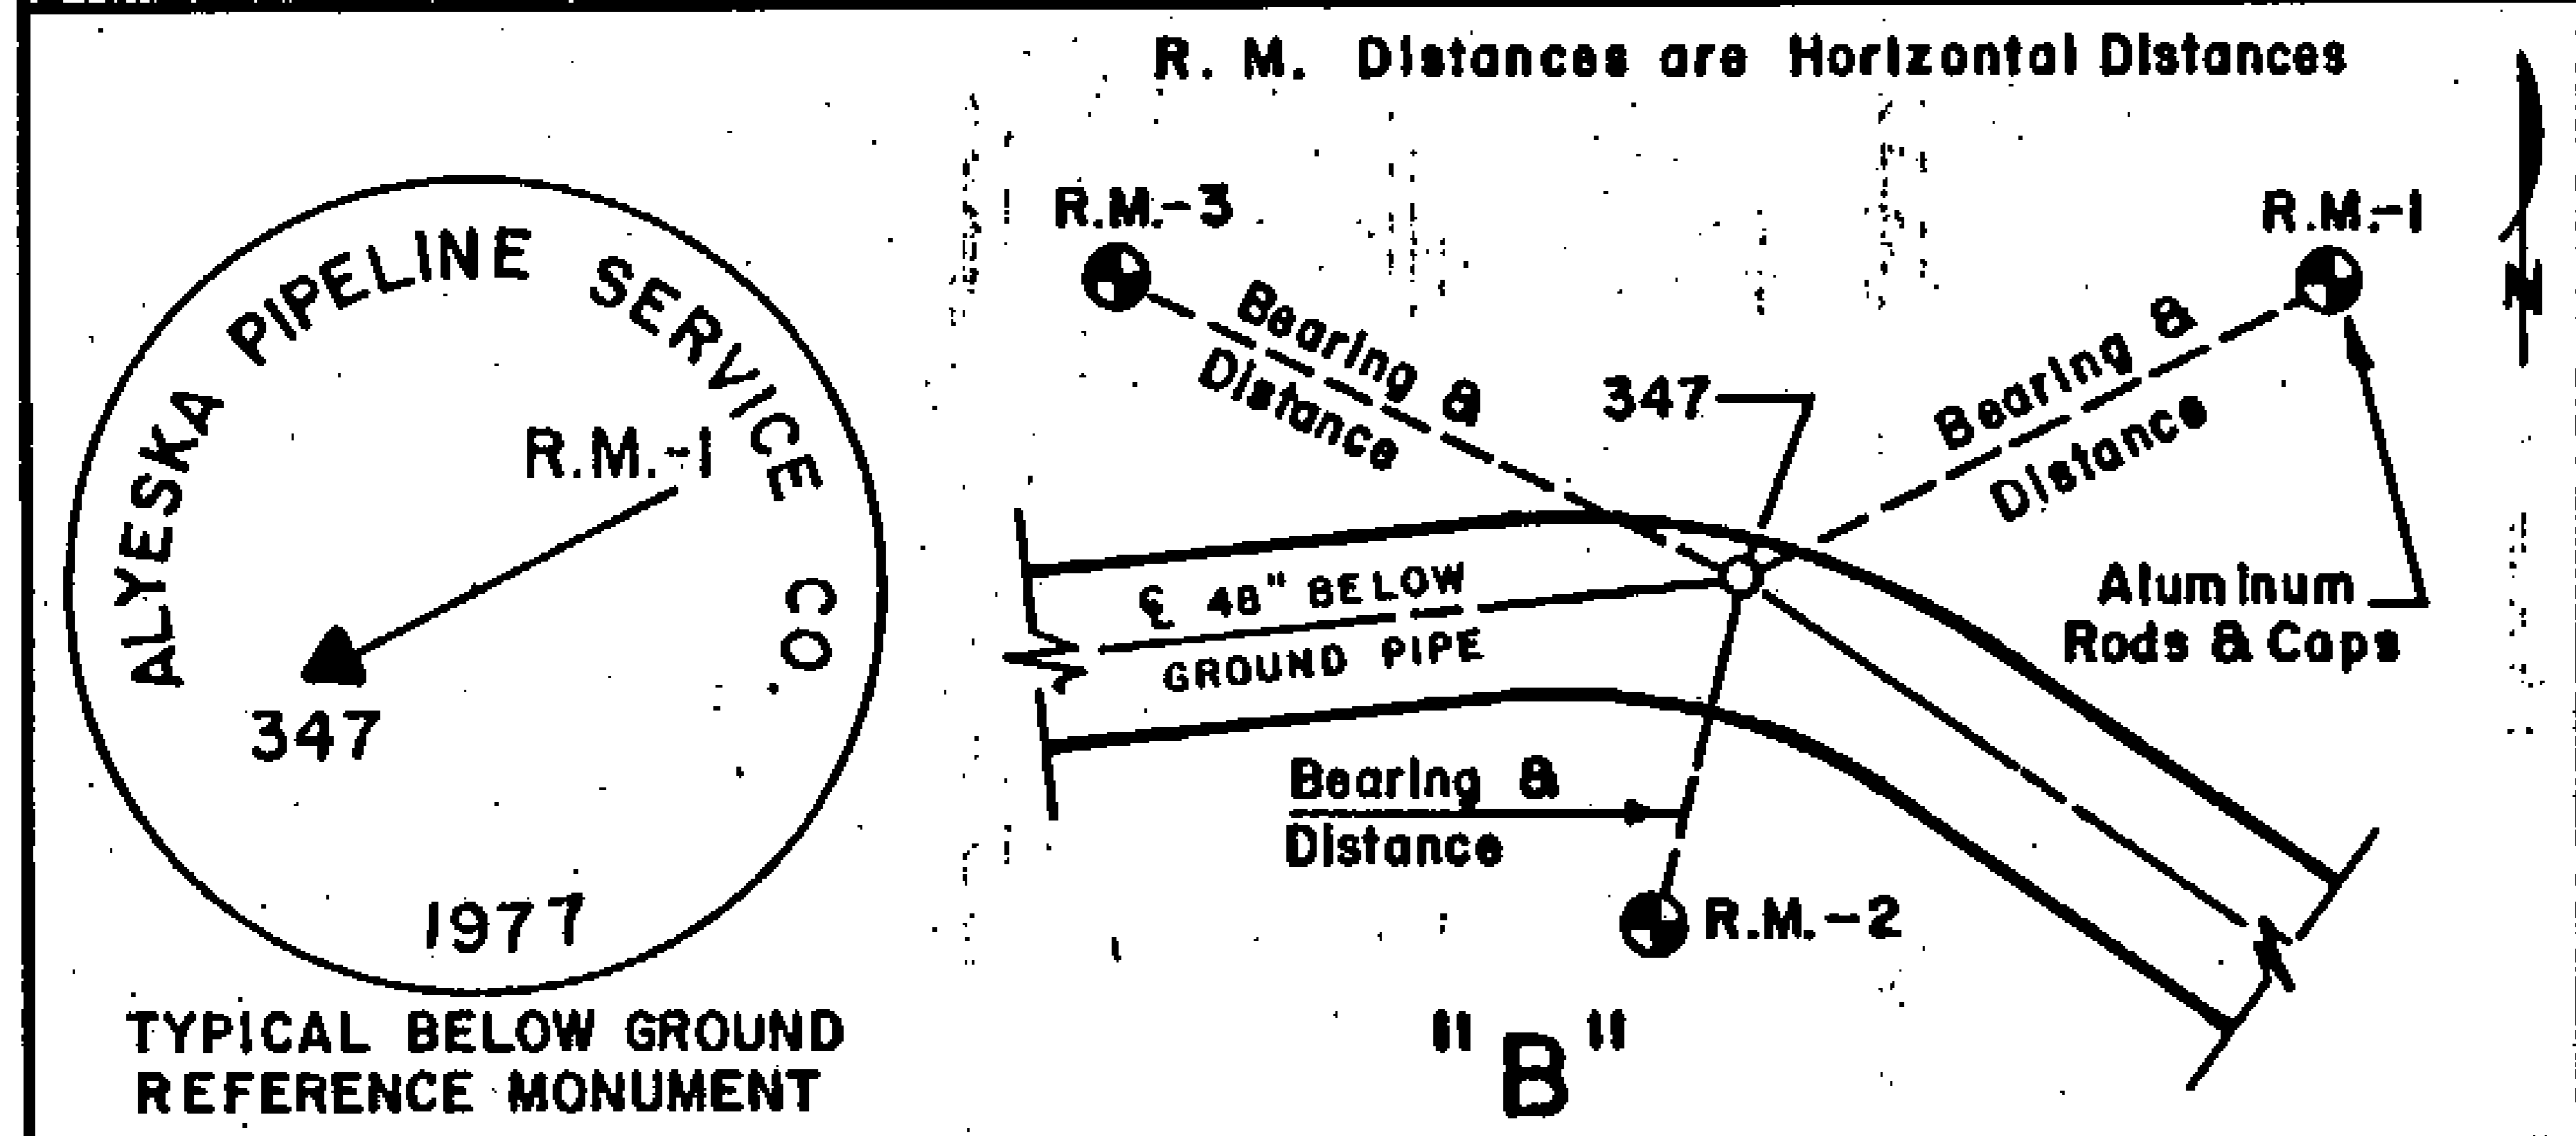 R. M. Distances are Horizontal Distances
ALYESKA PIPELINE SERVICE CO.
R.M.-1
347
1977
TYPICAL BELOW GROUND
REFERENCE MONUMENT
R.M.-3
R.M.-1
Bearing &
Distance
347
Bearing &
Distance
℄ 48" BELOW
GROUND PIPE
Aluminum
Rods & Caps
Bearing &
Distance
R.M.-2
"B"
N